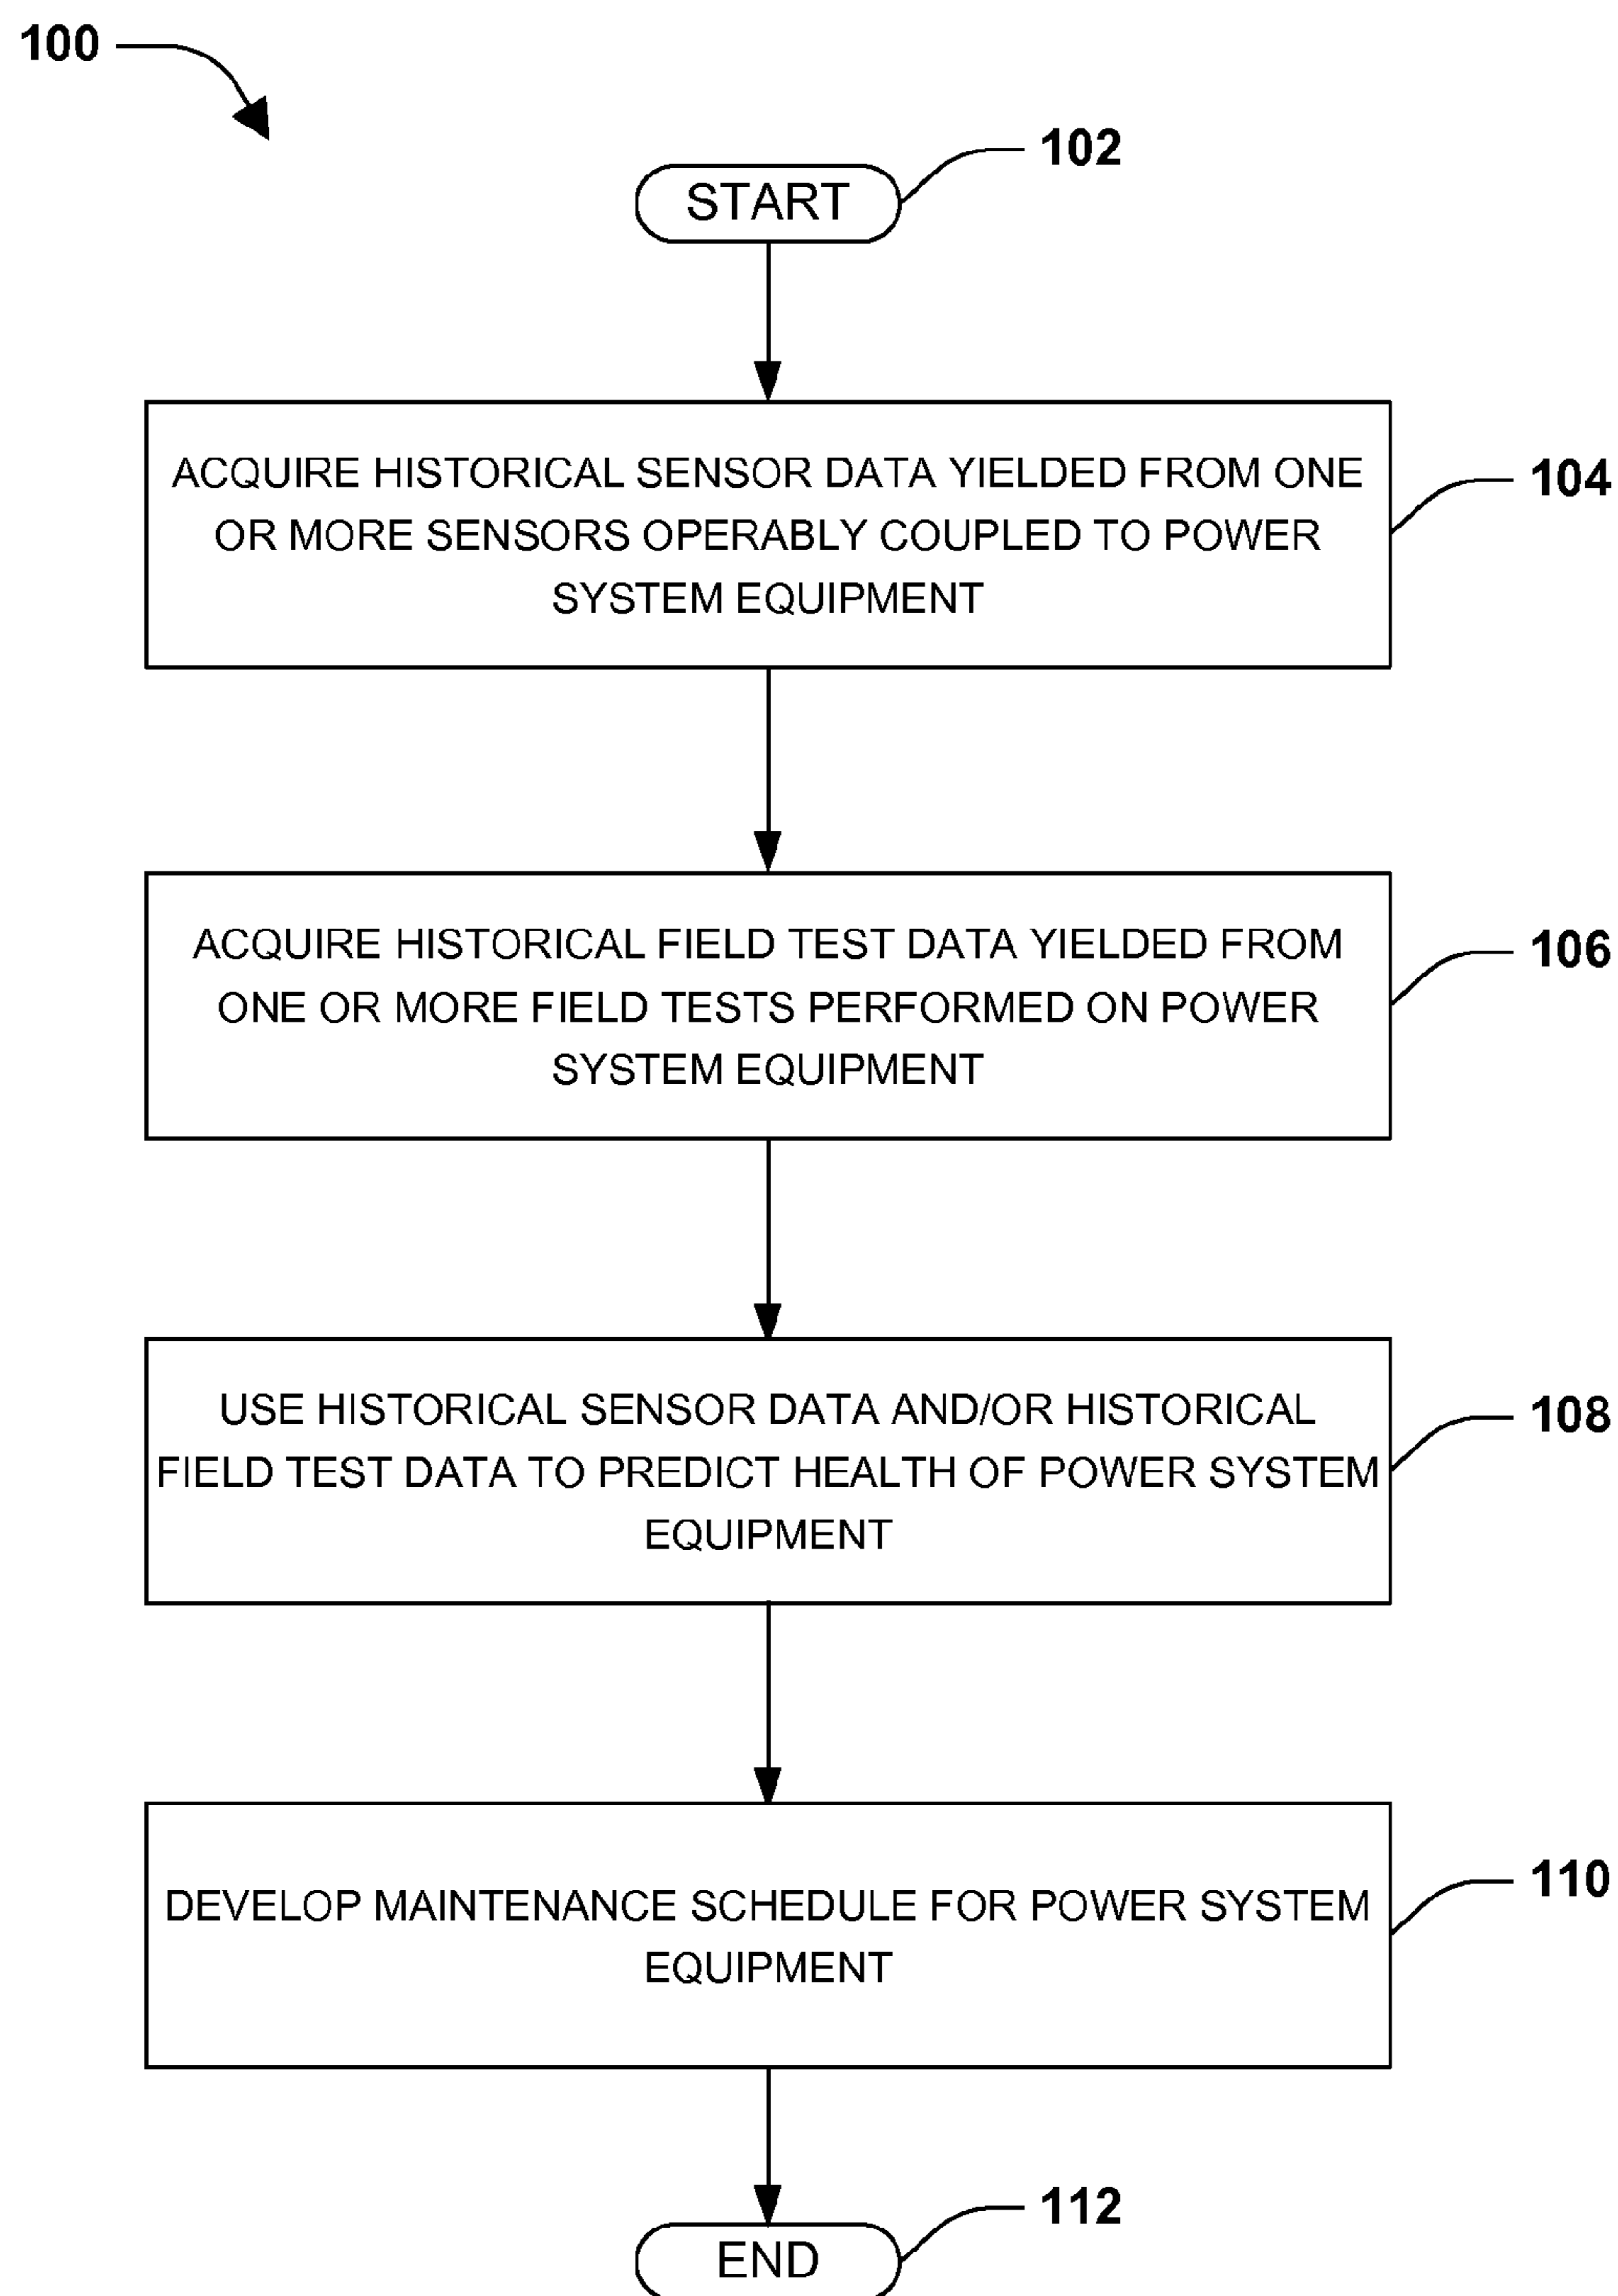 100
102
START
ACQUIRE HISTORICAL SENSOR DATA YIELDED FROM ONE
OR MORE SENSORS OPERABLY COUPLED TO POWER
SYSTEM EQUIPMENT
104
ACQUIRE HISTORICAL FIELD TEST DATA YIELDED FROM
ONE OR MORE FIELD TESTS PERFORMED ON POWER
SYSTEM EQUIPMENT
106
USE HISTORICAL SENSOR DATA AND/OR HISTORICAL
FIELD TEST DATA TO PREDICT HEALTH OF POWER SYSTEM
EQUIPMENT
108
DEVELOP MAINTENANCE SCHEDULE FOR POWER SYSTEM
EQUIPMENT
110
112
END